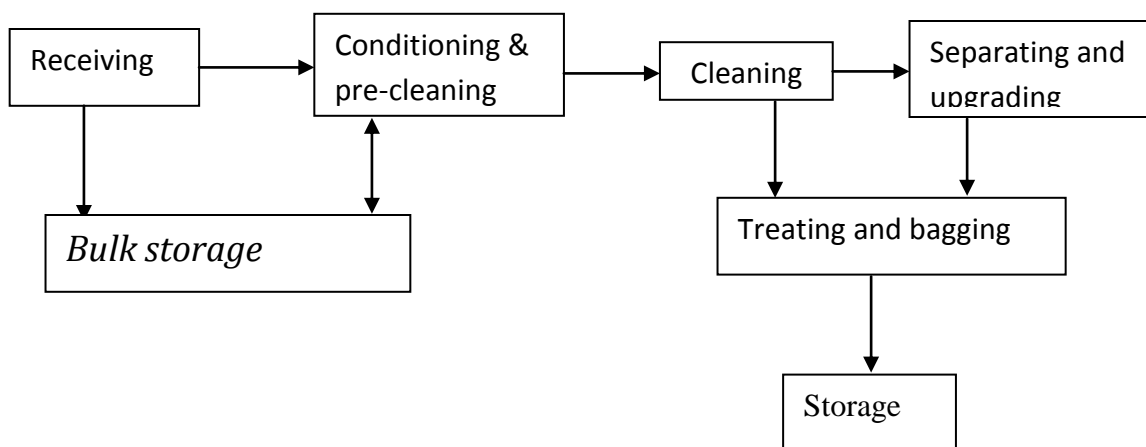 Receiving
Conditioning &
pre-cleaning
Cleaning
Separating and
upgrading
Bulk storage
Treating and bagging
Storage